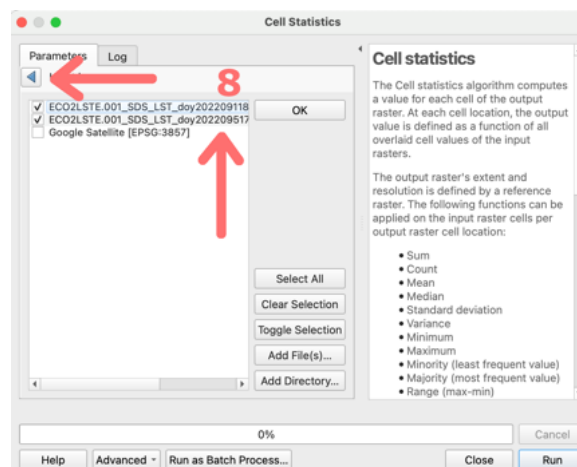 Cell Statistics
Parameters Log
8
ECO2LSTE.001_SDS_LST_doy202209118
ECO2LSTE.001_SDS_LST_doy202209517
Google Satellite [EPSG:3857]
OK
Select All
Clear Selection
Toggle Selection
Add File(s)...
Add Directory...
Cell statistics
The Cell statistics algorithm computes
a value for each cell of the output
raster. At each cell location, the output
value is defined as a function of all
overlaid cell values of the input
rasters.
The output raster's extent and
resolution is defined by a reference
raster. The following functions can be
applied on the input raster cells per
output raster cell location:
• Sum
• Count
• Mean
• Median
• Standard deviation
• Variance
• Minimum
• Maximum
• Minority (least frequent value)
• Majority (most frequent value)
• Range (max-min)
0%
Cancel
Help Advanced Run as Batch Process... Close Run